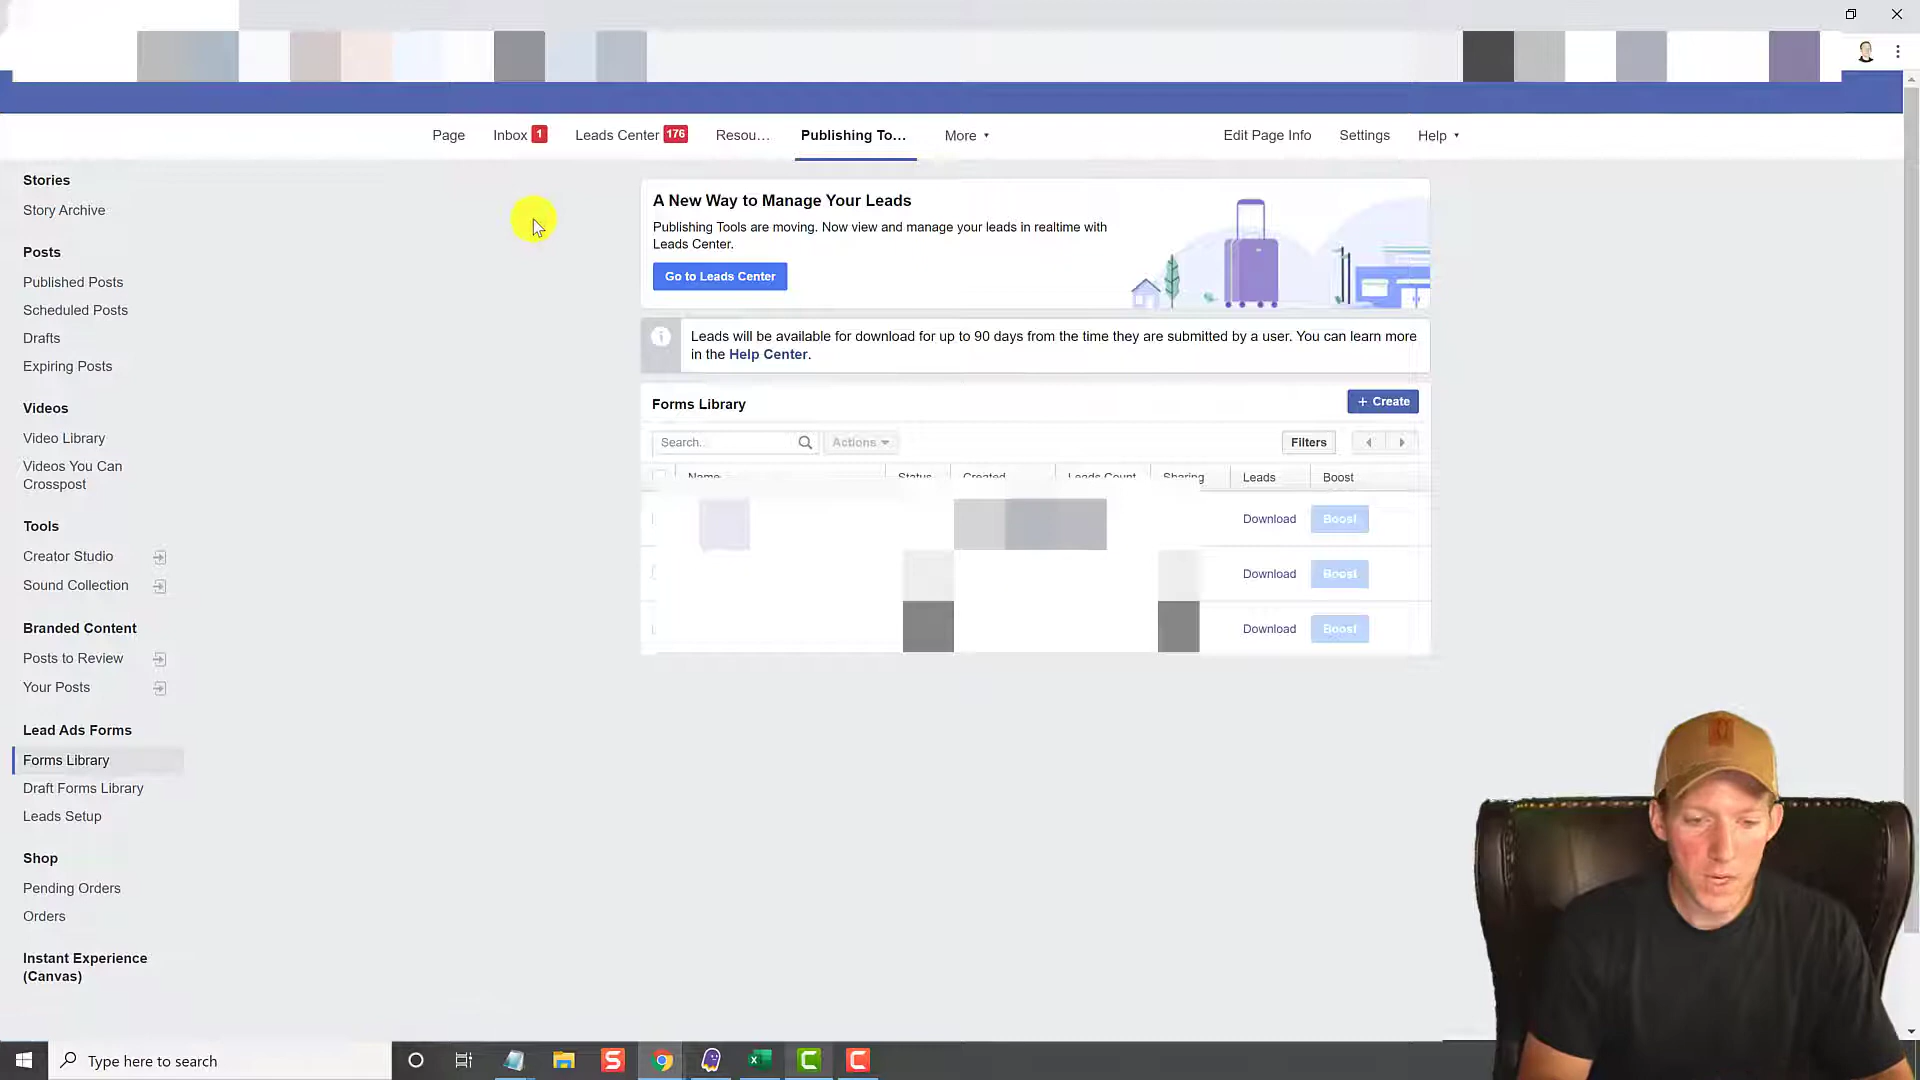 Page
Inbox 1
Leads Center 176
Resou...
Publishing To...
More
Edit Page Info
Settings
Help
Stories
Story Archive
Posts
Published Posts
Scheduled Posts
Drafts
Expiring Posts
Videos
Video Library
Videos You Can
Crosspost
Tools
Creator Studio
Sound Collection
Branded Content
Posts to Review
Your Posts
Lead Ads Forms
Forms Library
Draft Forms Library
Leads Setup
Shop
Pending Orders
Orders
Instant Experience
(Canvas)
A New Way to Manage Your Leads
Publishing Tools are moving. Now view and manage your leads in realtime with
Leads Center.
Go to Leads Center
Leads will be available for download for up to 90 days from the time they are submitted by a user. You can learn more
in the Help Center.
Forms Library
+ Create
Search..
Actions
Filters
Name
Status
Created
Leads Count
Sharing
Leads
Boost
Download Boost
Download Boost
Download Boost
Type here to search